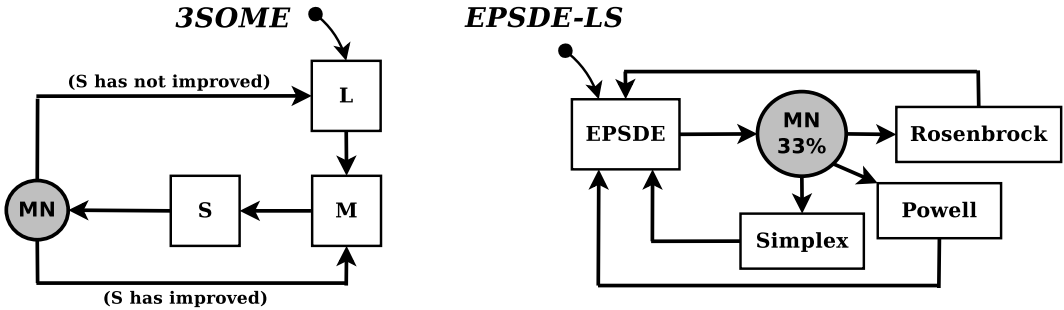 3SOME
(S has not improved)
L
MN
S
M
(S has improved)
EPSDE-LS
EPSDE
MN
33%
Rosenbrock
Powell
Simplex